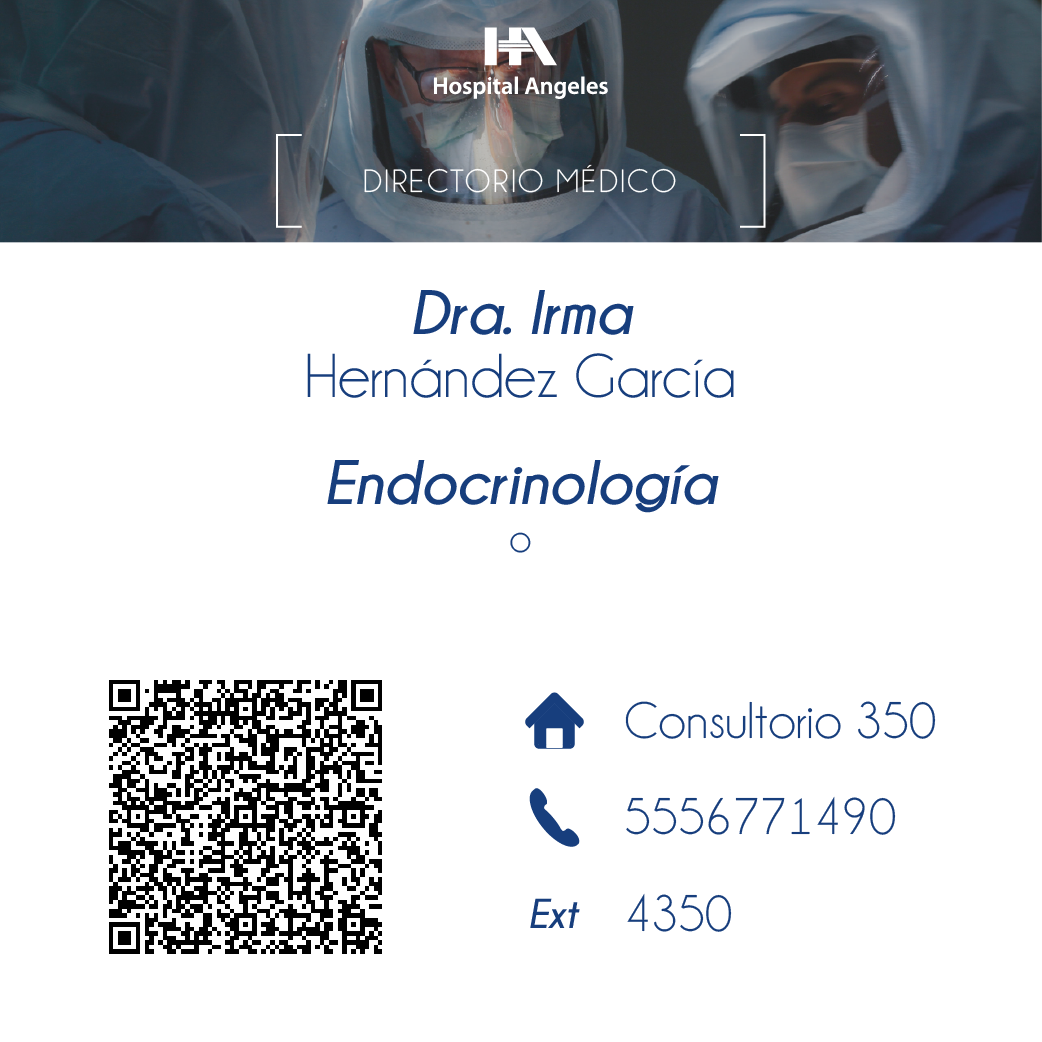 HA
Hospital Angeles
DIRECTORIO MÉDICO
Dra. Irma
Hernández García
Endocrinología
Consultorio 350
5556771490
Ext 4350